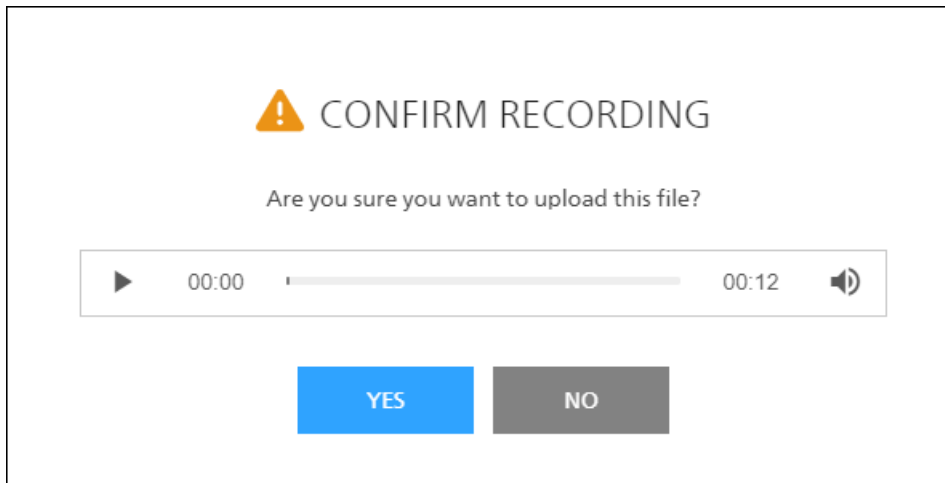 CONFIRM RECORDING
Are you sure you want to upload this file?
00:00 00:12
YES NO